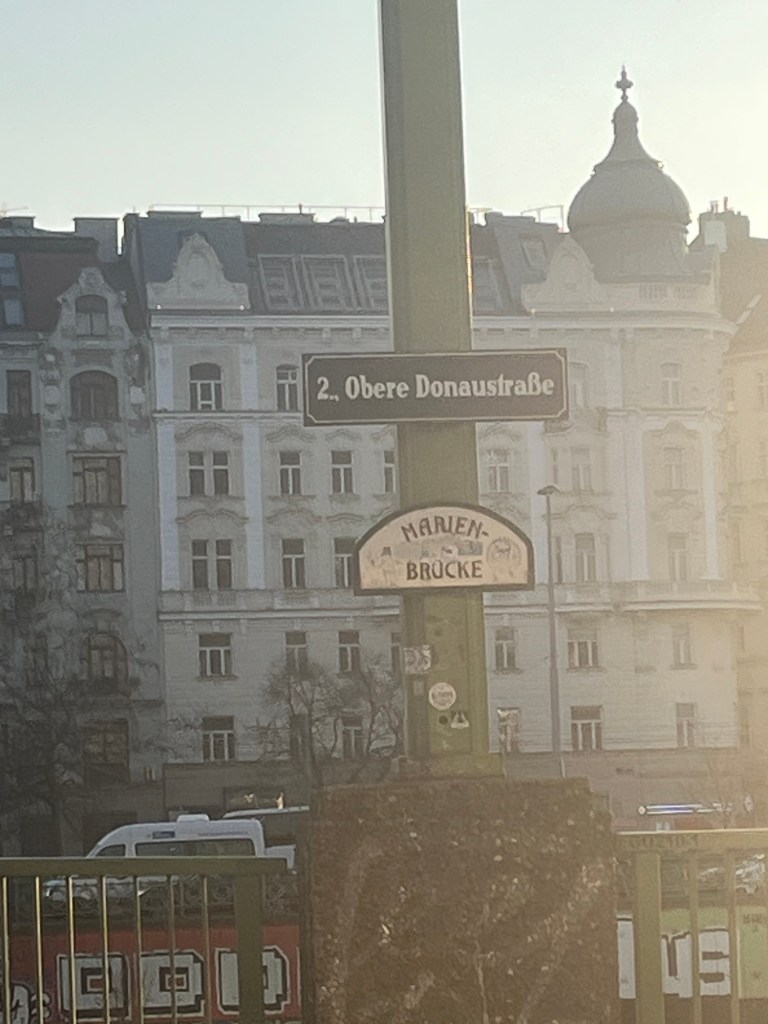 2., Obere Donaustraße
MARIEN-
BRÜCKE